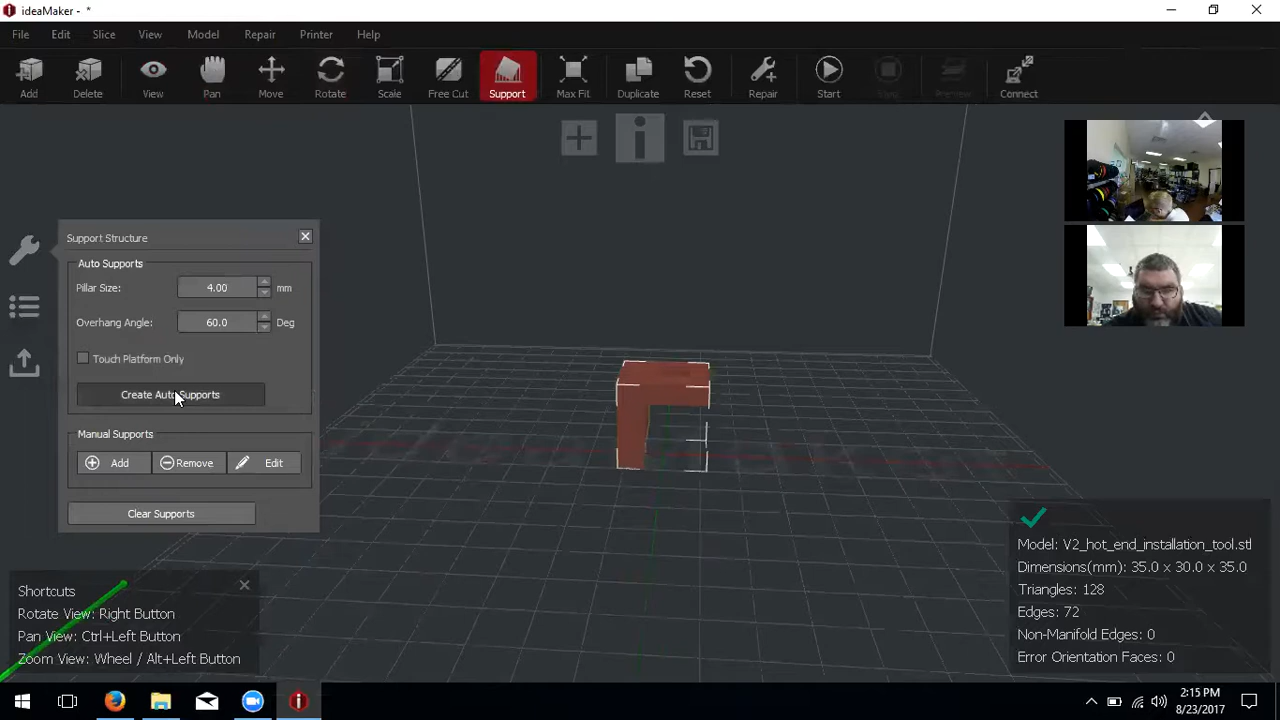 ideaMaker - *
File Edit Slice View Model Repair Printer Help
Add Delete View Pan Move Rotate Scale Free Cut Support Max Fit Duplicate Reset Repair Start Connect
Support Structure
Auto Supports
Pillar Size: 4.00 mm
Overhang Angle: 60.0 Deg
Touch Platform Only
Create Auto Supports
Manual Supports
Add Remove Edit
Clear Supports
Shortcuts
Rotate View: Right Button
Pan View: Ctrl+Left Button
Zoom View: Wheel / Alt+Left Button
Model: V2_hot_end_installation_tool.stl
Dimensions(mm): 35.0 x 30.0 x 35.0
Triangles: 128
Edges: 72
Non-Manifold Edges: 0
Error Orientation Faces: 0
2:15 PM
8/23/2017